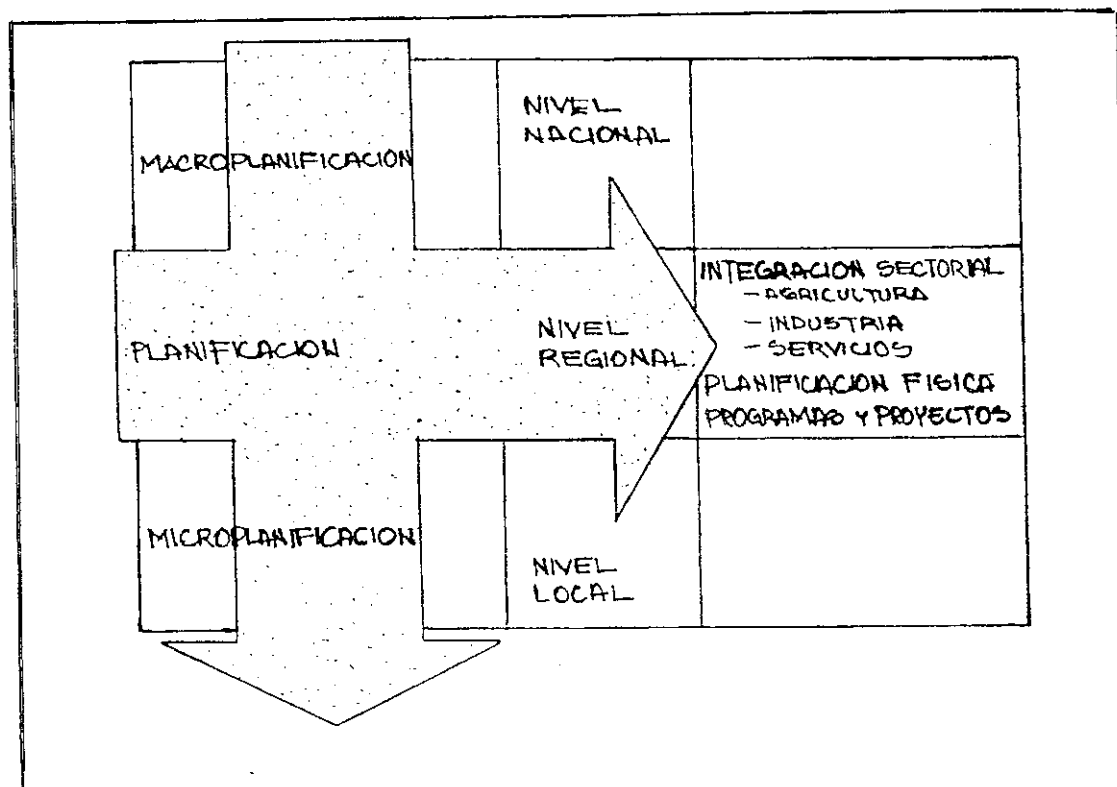 NIVEL
NACIONAL
MACROPLANIFICACION
INTEGRACION SECTORIAL
- AGRICULTURA
- INDUSTRIA
- SERVICIOS
PLANIFICACION FISICA
PROGRAMAS Y PROYECTOS
NIVEL
REGIONAL
PLANIFICACION
MICROPLANIFICACION
NIVEL
LOCAL